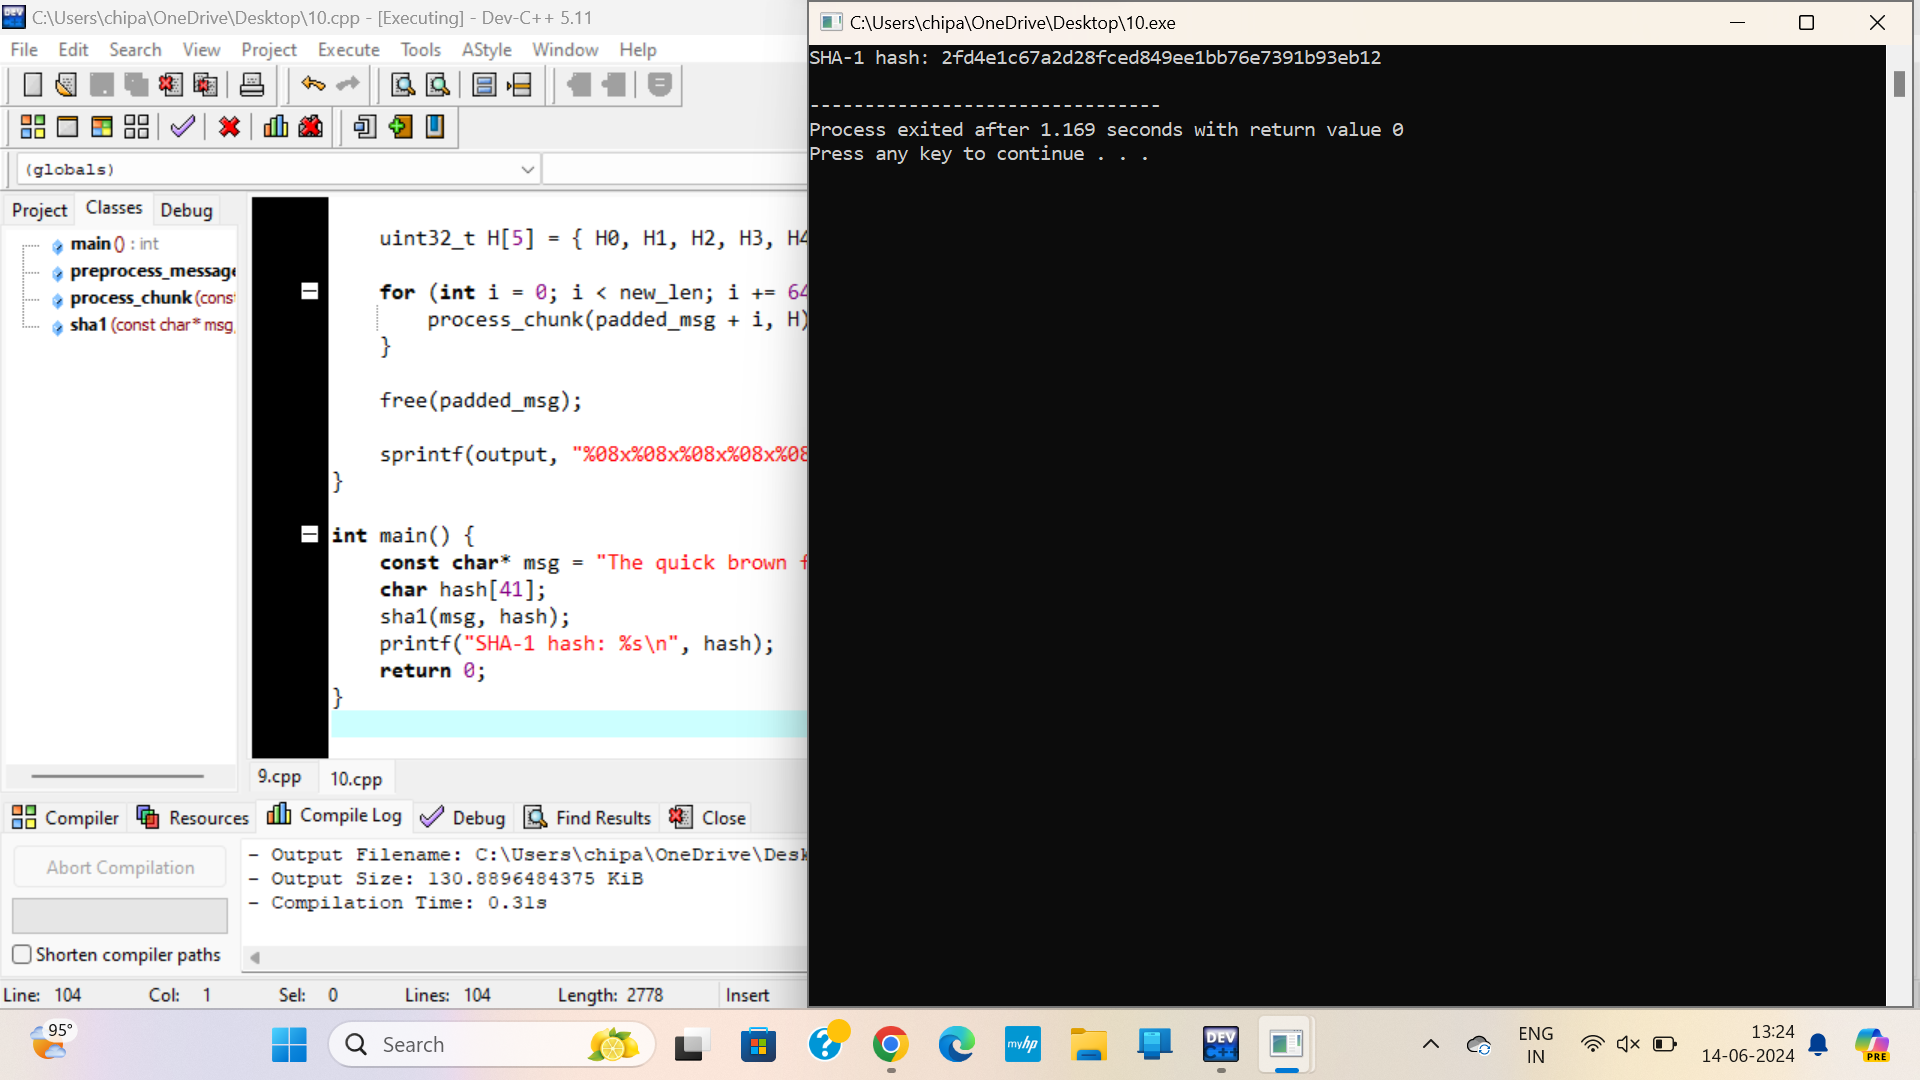 C:\Users\chipa\OneDrive\Desktop\10.cpp - [Executing] - Dev-C++ 5.11
File Edit Search View Project Execute Tools AStyle Window Help
(globals)
Project Classes Debug
main () : int
preprocess_message
process_chunk (const
sha1 (const char* msg,
uint32_t H[5] = { H0, H1, H2, H3, H4
for (int i = 0; i < new_len; i += 64
process_chunk(padded_msg + i, H)
}
free(padded_msg);
sprintf(output, "%08x%08x%08x%08x%08
}
int main() {
const char* msg = "The quick brown f
char hash[41];
sha1(msg, hash);
printf("SHA-1 hash: %s\n", hash);
return 0;
}
9.cpp 10.cpp
Compiler Resources Compile Log Debug Find Results Close
Abort Compilation
Shorten compiler paths
- Output Filename: C:\Users\chipa\OneDrive\Desk
- Output Size: 130.8896484375 KiB
- Compilation Time: 0.31s
Line: 104 Col: 1 Sel: 0 Lines: 104 Length: 2778 Insert
C:\Users\chipa\OneDrive\Desktop\10.exe
SHA-1 hash: 2fd4e1c67a2d28fced849ee1bb76e7391b93eb12
--------------------------------
Process exited after 1.169 seconds with return value 0
Press any key to continue . . .
95°
Search
myhp
DEV
C++
ENG
IN
13:24
14-06-2024
PRE